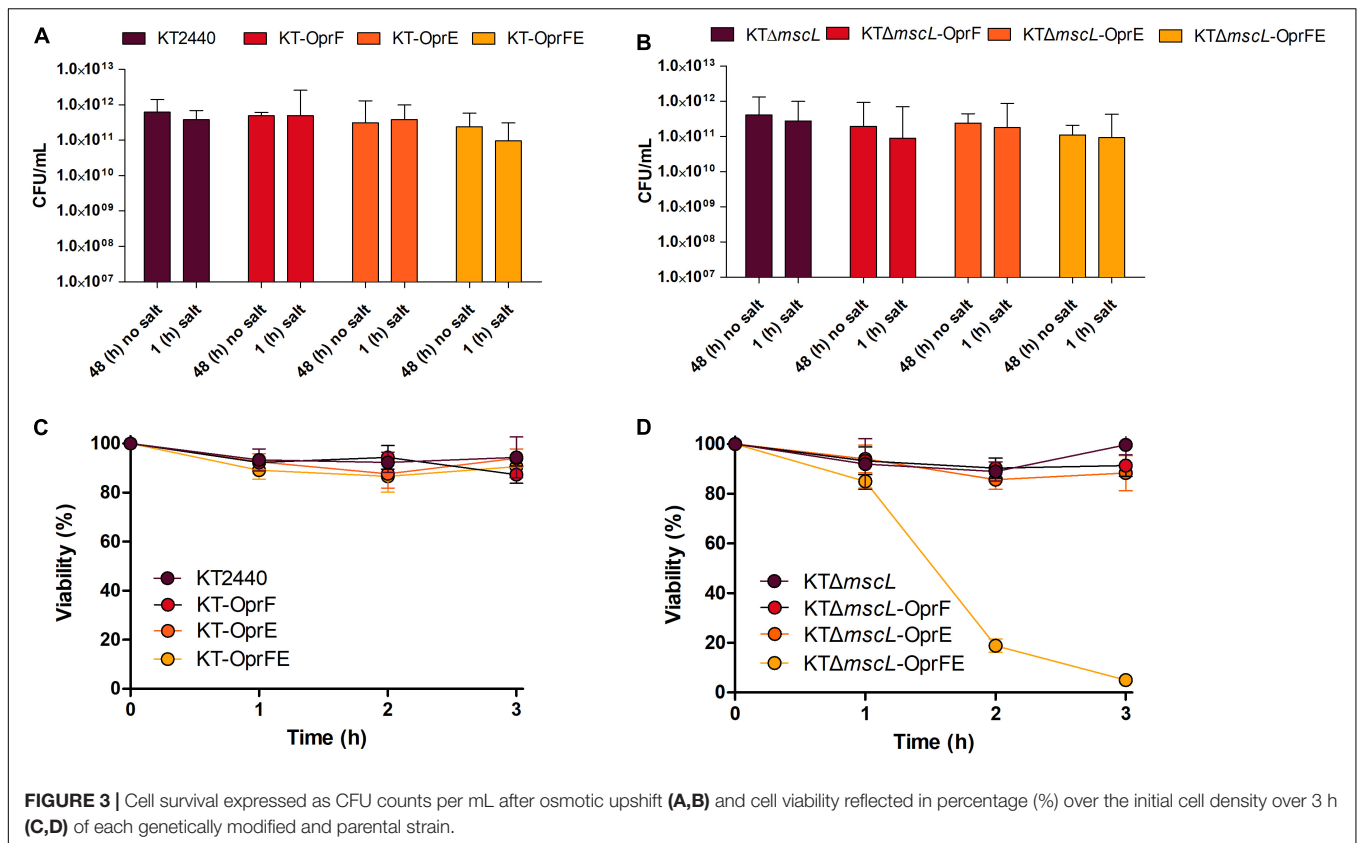 A
KT2440 KT-OprF KT-OprE KT-OprFE
1.0×10¹³
1.0×10¹²
1.0×10¹¹
1.0×10¹⁰
1.0×10⁰⁹
1.0×10⁰⁸
1.0×10⁰⁷
CFU/mL
48 (h) no salt
1 (h) salt
48 (h) no salt
1 (h) salt
48 (h) no salt
1 (h) salt
48 (h) no salt
1 (h) salt
B
KTΔmscL KTΔmscL-OprF KTΔmscL-OprE KTΔmscL-OprFE
1.0×10¹³
1.0×10¹²
1.0×10¹¹
1.0×10¹⁰
1.0×10⁰⁹
1.0×10⁰⁸
1.0×10⁰⁷
CFU/mL
48 (h) no salt
1 (h) salt
48 (h) no salt
1 (h) salt
48 (h) no salt
1 (h) salt
48 (h) no salt
1 (h) salt
C
100
80
60
40
20
0
Viability (%)
KT2440
KT-OprF
KT-OprE
KT-OprFE
0 1 2 3
Time (h)
D
100
80
60
40
20
0
Viability (%)
KTΔmscL
KTΔmscL-OprF
KTΔmscL-OprE
KTΔmscL-OprFE
0 1 2 3
Time (h)
FIGURE 3 | Cell survival expressed as CFU counts per mL after osmotic upshift (A,B) and cell viability reflected in percentage (%) over the initial cell density over 3 h
(C,D) of each genetically modified and parental strain.